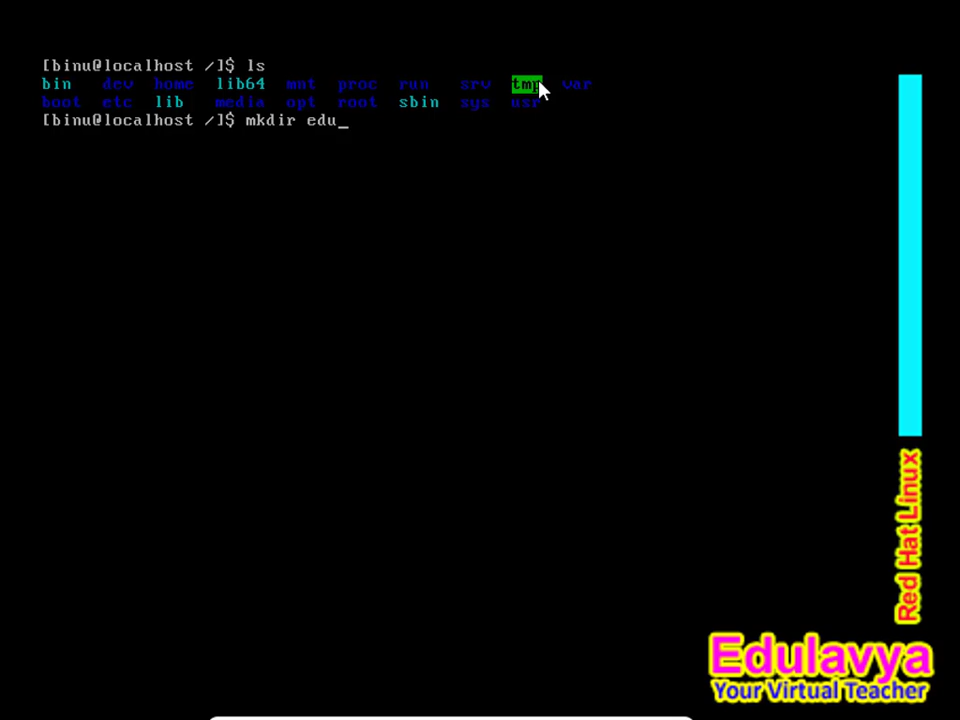 [binu@localhost /]$ ls
bin dev home lib64 mnt proc run srv tmp var
boot etc lib media opt root sbin sys usr
[binu@localhost /]$ mkdir edu_
Red Hat Linux
Edulavya
Your Virtual Teacher